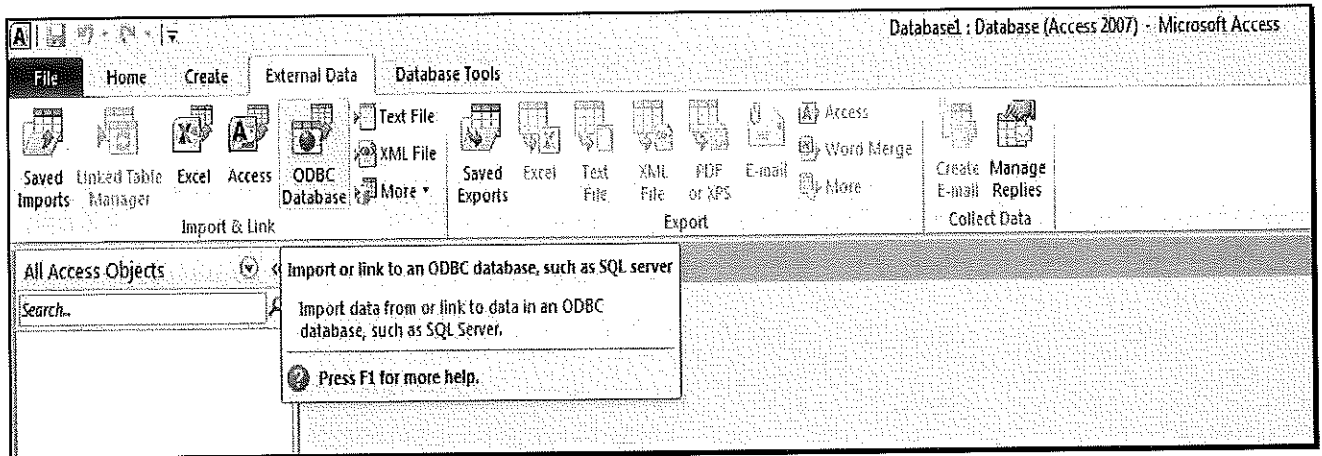 Database1 : Database (Access 2007) - Microsoft Access
File Home Create External Data Database Tools
Saved Imports
Linked Table Manager
Excel
Access
ODBC Database
Text File
XML File
More
Import & Link
Saved Exports
Excel
Text File
XML File
PDF or XPS
E-mail
Access
Word Merge
More
Export
Create E-mail
Manage Replies
Collect Data
All Access Objects
Search...
Import or link to an ODBC database, such as SQL server
Import data from or link to data in an ODBC
database, such as SQL Server.
Press F1 for more help.